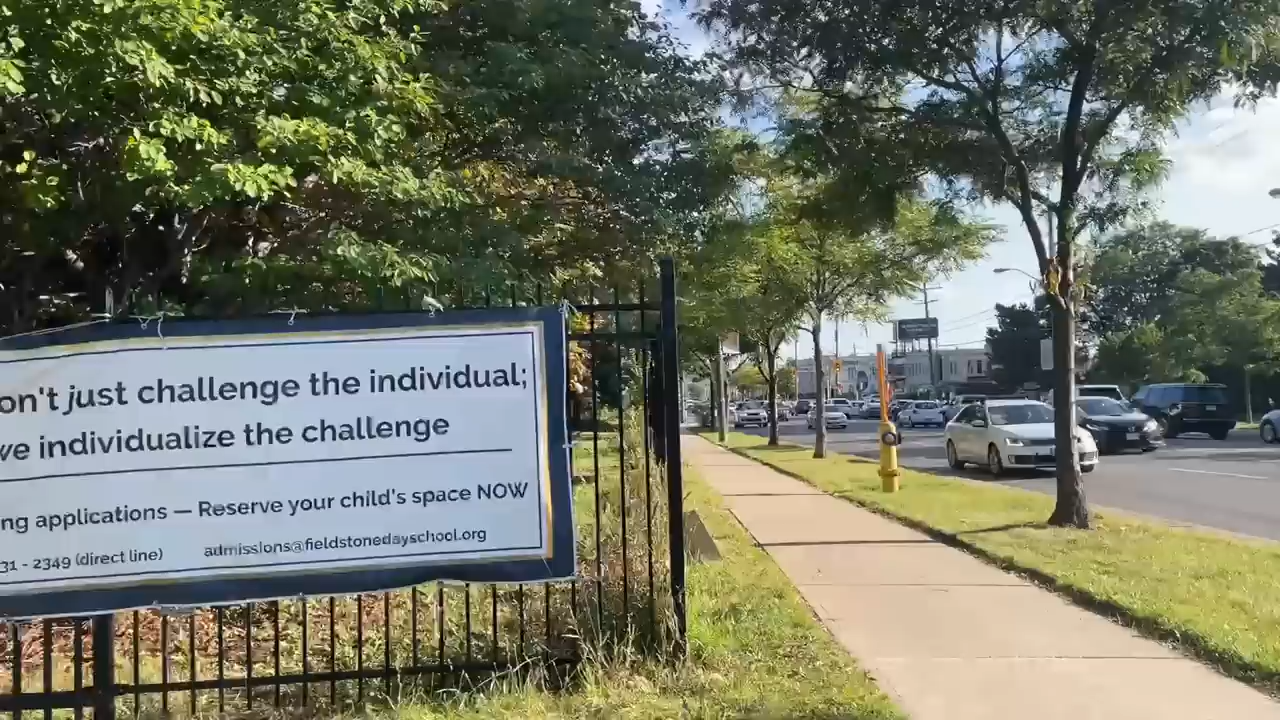 on't just challenge the individual;
we individualize the challenge
ng applications — Reserve your child's space NOW
31 - 2349 (direct line) admissions@fieldstonedayschool.org